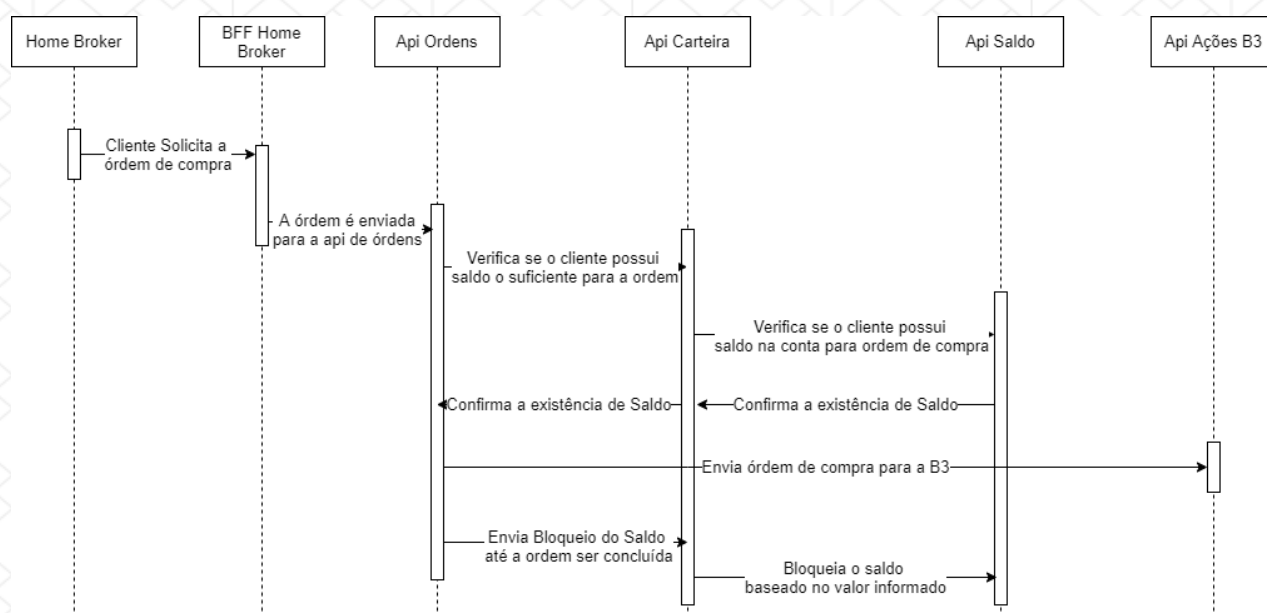 Home Broker
BFF Home
Broker
Api Ordens
Api Carteira
Api Saldo
Api Ações B3
Cliente Solicita a
órdem de compra
A órdem é enviada
para a api de órdens
Verifica se o cliente possui
saldo o suficiente para a ordem
Verifica se o cliente possui
saldo na conta para ordem de compra
Confirma a existência de Saldo
Confirma a existência de Saldo
Envia órdem de compra para a B3
Envia Bloqueio do Saldo
até a ordem ser concluída
Bloqueia o saldo
baseado no valor informado